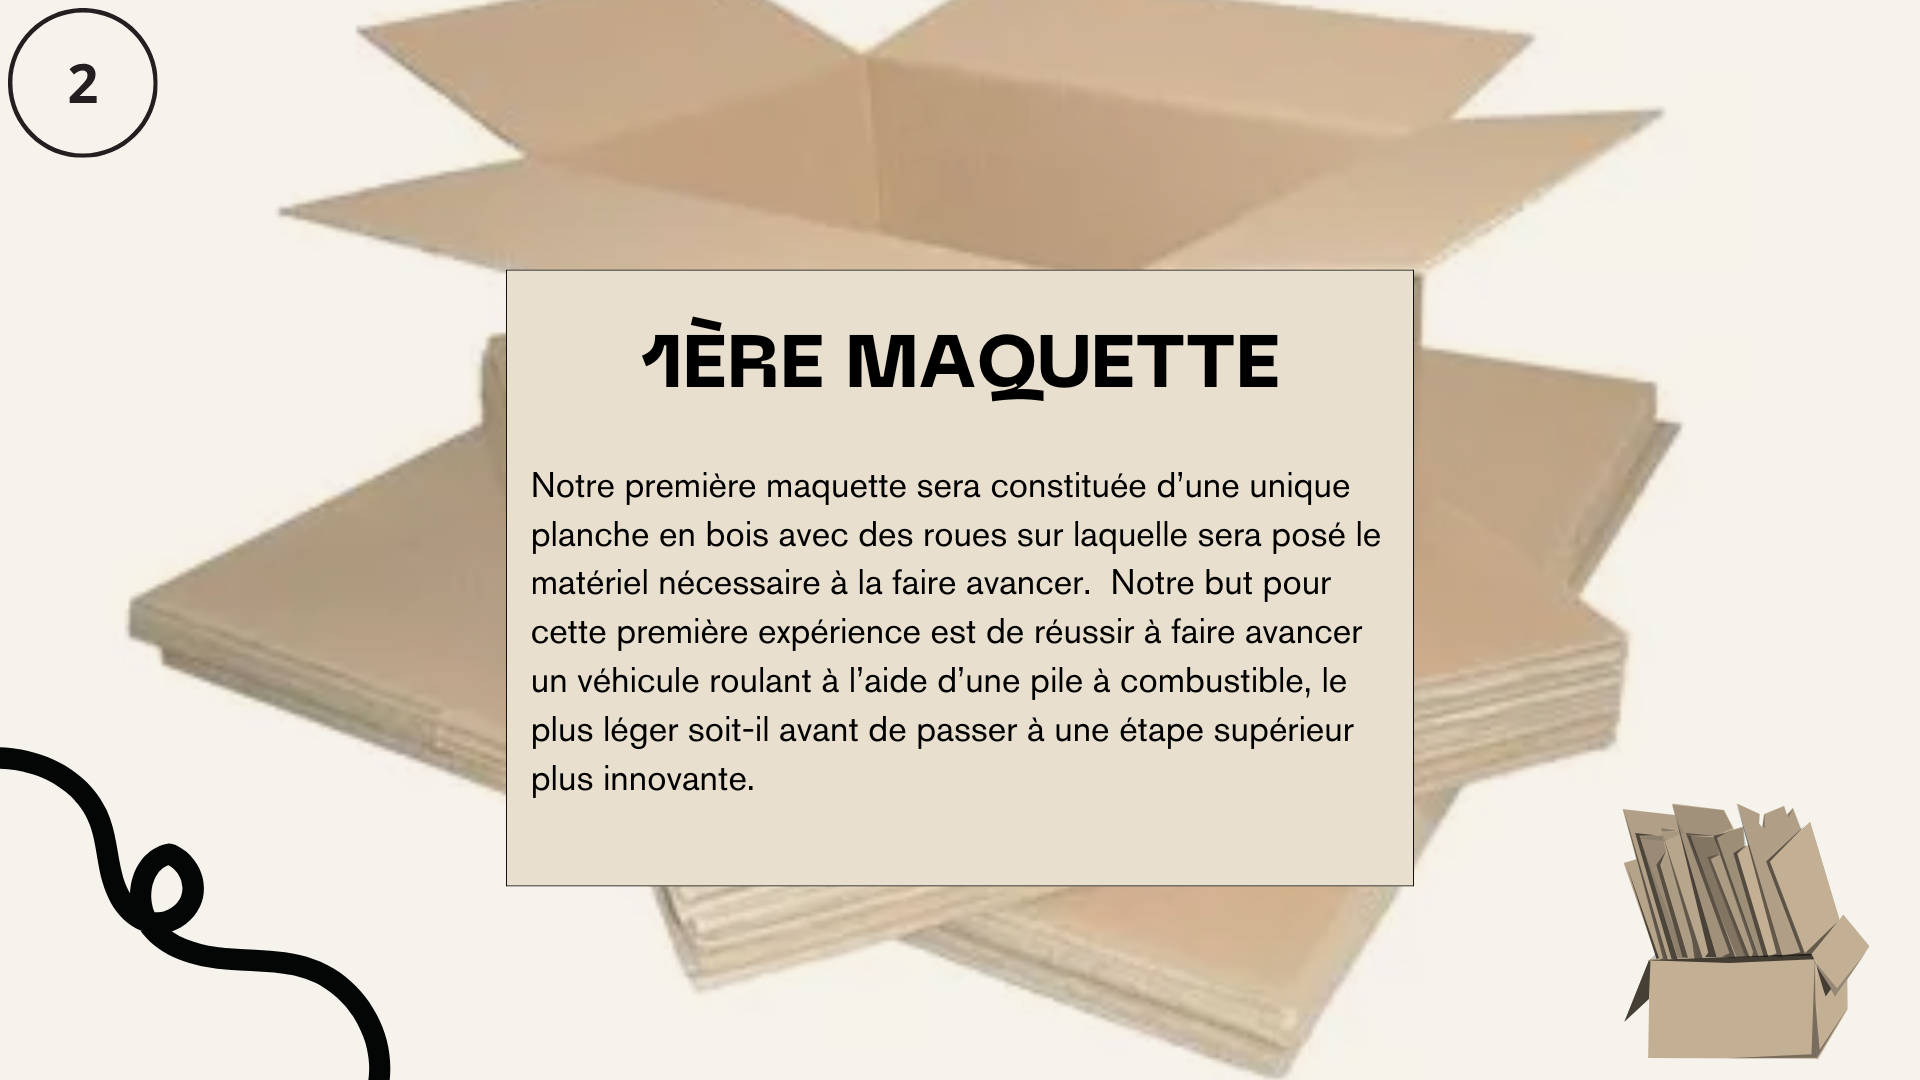 2
1ÈRE MAQUETTE
Notre première maquette sera constituée d’une unique
planche en bois avec des roues sur laquelle sera posé le
matériel nécessaire à la faire avancer.  Notre but pour
cette première expérience est de réussir à faire avancer
un véhicule roulant à l’aide d’une pile à combustible, le
plus léger soit-il avant de passer à une étape supérieur
plus innovante.